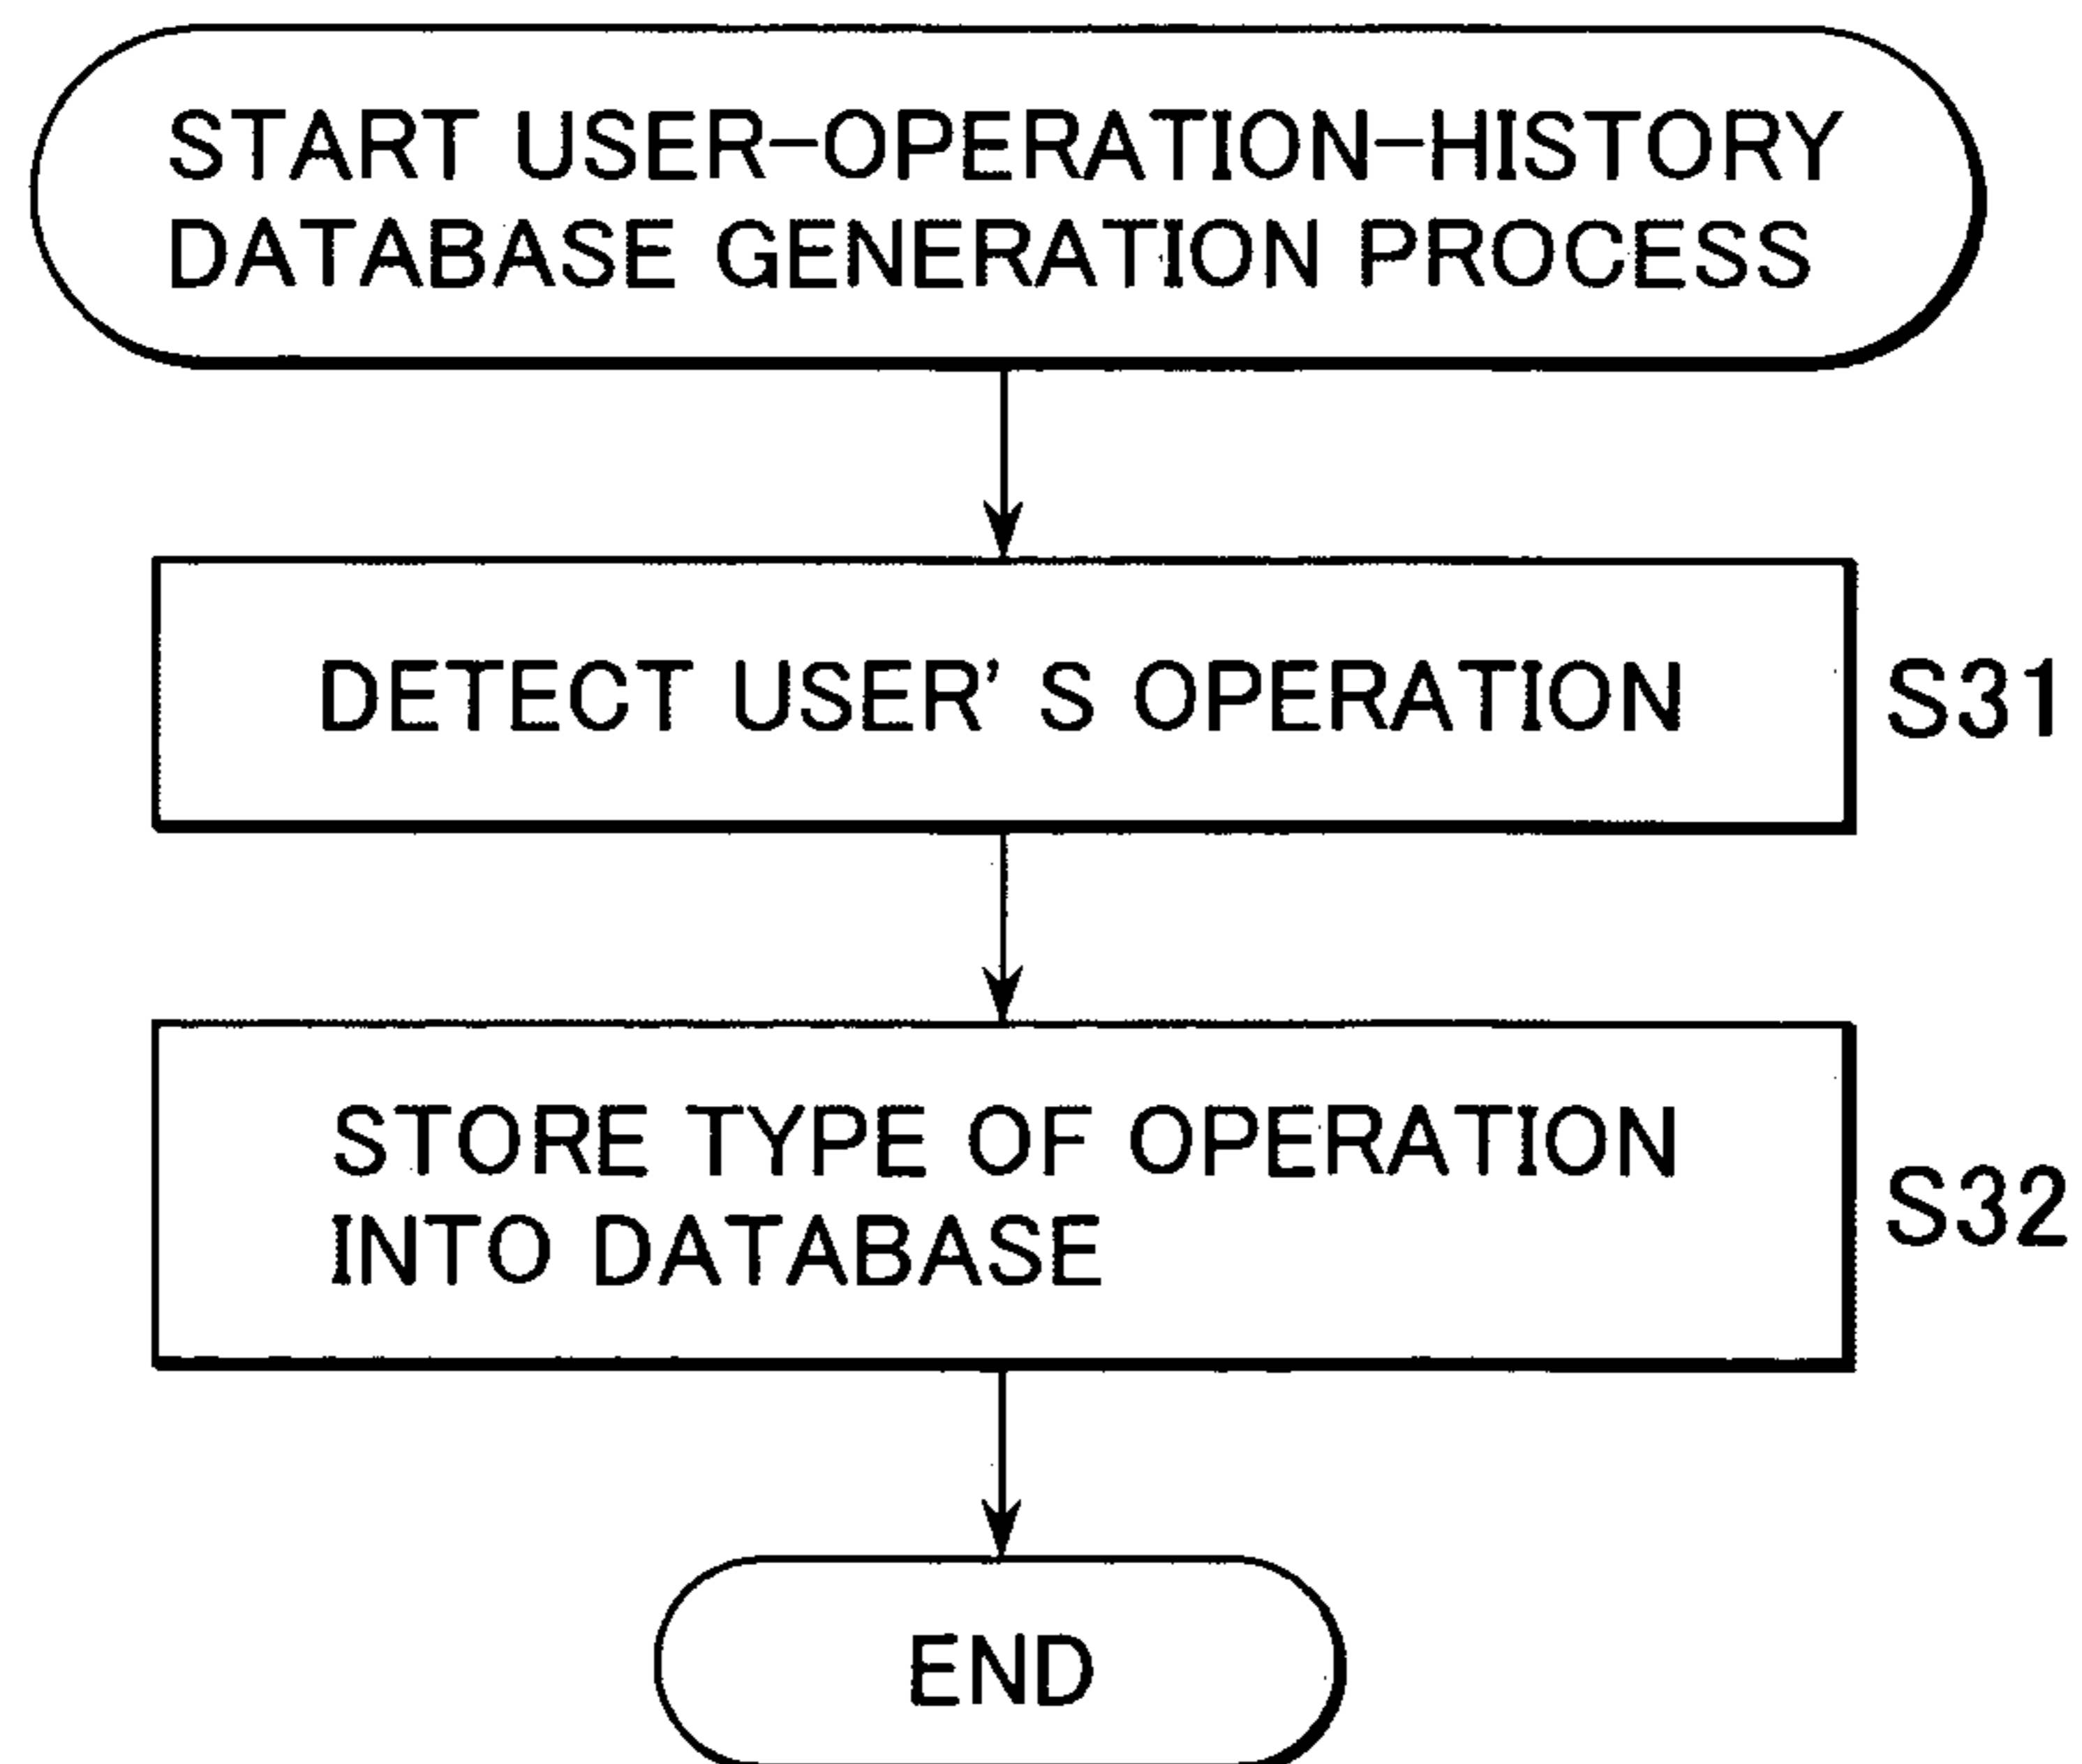 START USER-OPERATION-HISTORY
DATABASE GENERATION PROCESS
DETECT USER'S OPERATION
S31
STORE TYPE OF OPERATION
INTO DATABASE
S32
END